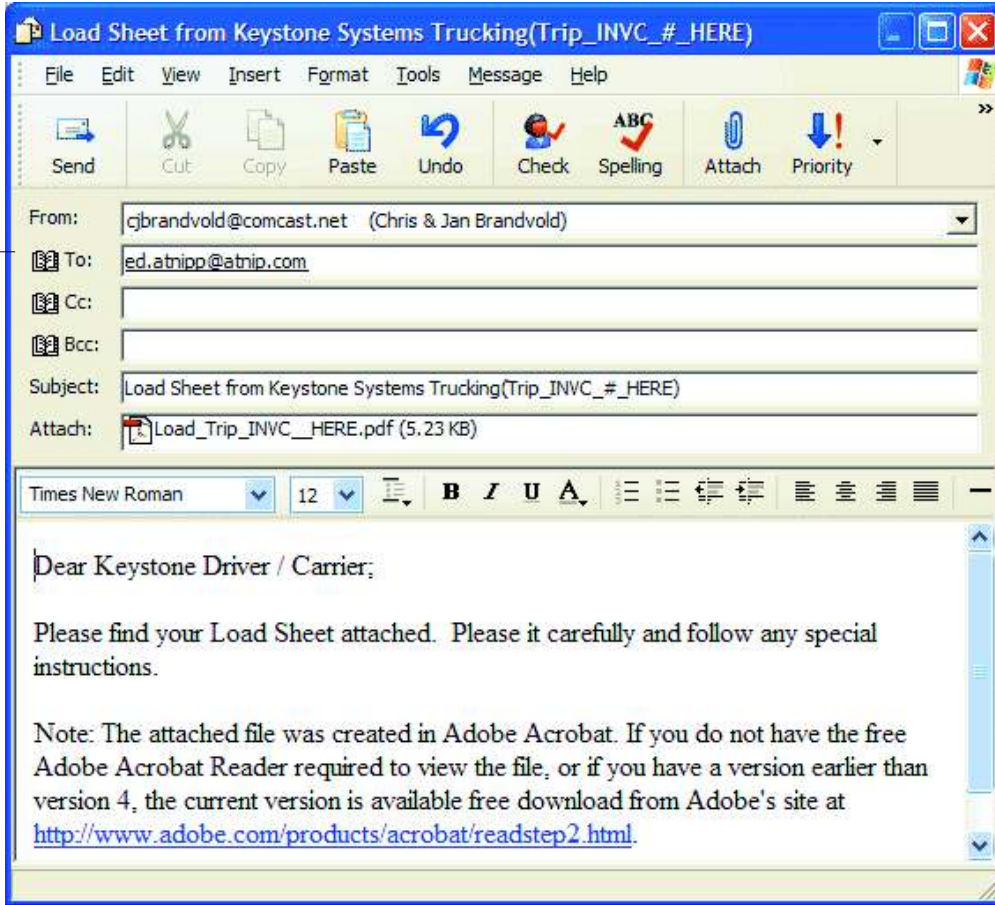 Load Sheet from Keystone Systems Trucking(Trip_INVC_#_HERE)
File Edit View Insert Format Tools Message Help
»
ABC
Send Cut Copy Paste Undo Check Spelling Attach Priority
From: cjbrandvold@comcast.net (Chris & Jan Brandvold)
To: ed.atnipp@atnip.com
Cc:
Bcc:
Subject: Load Sheet from Keystone Systems Trucking(Trip_INVC_#_HERE)
Attach: Load_Trip_INVC__HERE.pdf (5.23 KB)
Times New Roman 12 B I U A
Dear Keystone Driver / Carrier;
Please find your Load Sheet attached.  Please it carefully and follow any special
instructions.
Note: The attached file was created in Adobe Acrobat. If you do not have the free
Adobe Acrobat Reader required to view the file, or if you have a version earlier than
version 4, the current version is available free download from Adobe's site at
http://www.adobe.com/products/acrobat/readstep2.html.